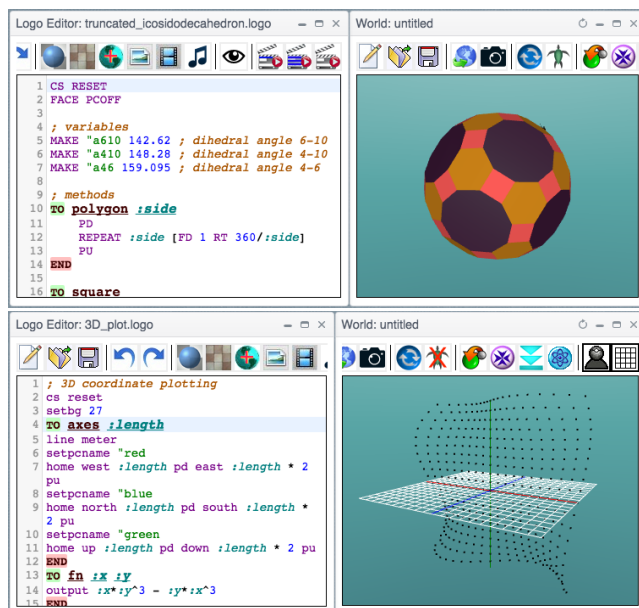 Logo Editor: truncated_icosidodecahedron.logo
World: untitled
1 CS RESET
2 FACE PCOFF
3
4 ; variables
5 MAKE "a610 142.62 ; dihedral angle 6-10
6 MAKE "a410 148.28 ; dihedral angle 4-10
7 MAKE "a46 159.095 ; dihedral angle 4-6
8
9 ; methods
10 TO polygon :side
11 PD
12 REPEAT :side [FD 1 RT 360/:side]
13 PU
14 END
15
16 TO square
Logo Editor: 3D_plot.logo
World: untitled
1 ; 3D coordinate plotting
2 cs reset
3 setbg 27
4 TO axes :length
5 line meter
6 setpcname "red
7 home west :length pd east :length * 2
pu
8 setpcname "blue
9 home north :length pd south :length *
2 pu
10 setpcname "green
11 home up :length pd down :length * 2 pu
12 END
13 TO fn :x :y
14 output :x*:y^3 - :y*:x^3
15 END